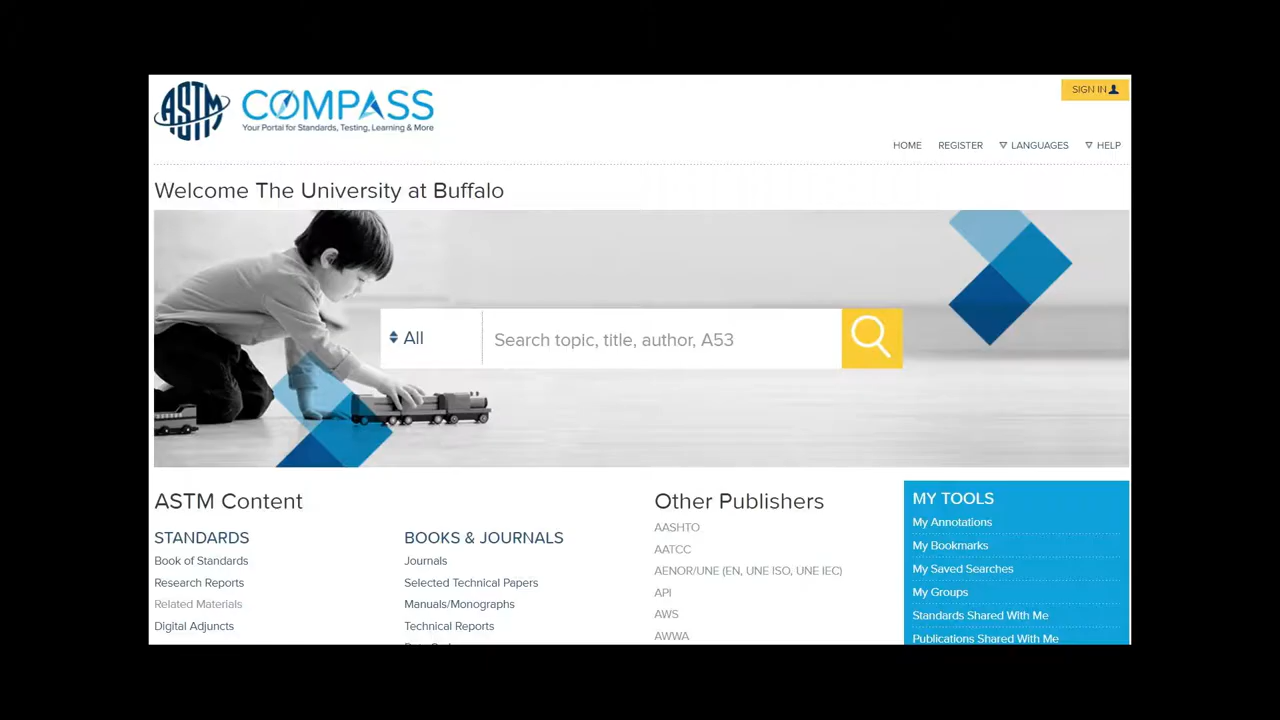 ASTM
COMPASS
Your Portal for Standards, Testing, Learning & More
SIGN IN
HOME
REGISTER
LANGUAGES
HELP
Welcome The University at Buffalo
All
Search topic, title, author, A53
ASTM Content
STANDARDS
Book of Standards
Research Reports
Related Materials
Digital Adjuncts
BOOKS & JOURNALS
Journals
Selected Technical Papers
Manuals/Monographs
Technical Reports
Other Publishers
AASHTO
AATCC
AENOR/UNE (EN, UNE ISO, UNE IEC)
API
AWS
AWWA
MY TOOLS
My Annotations
My Bookmarks
My Saved Searches
My Groups
Standards Shared With Me
Publications Shared With Me